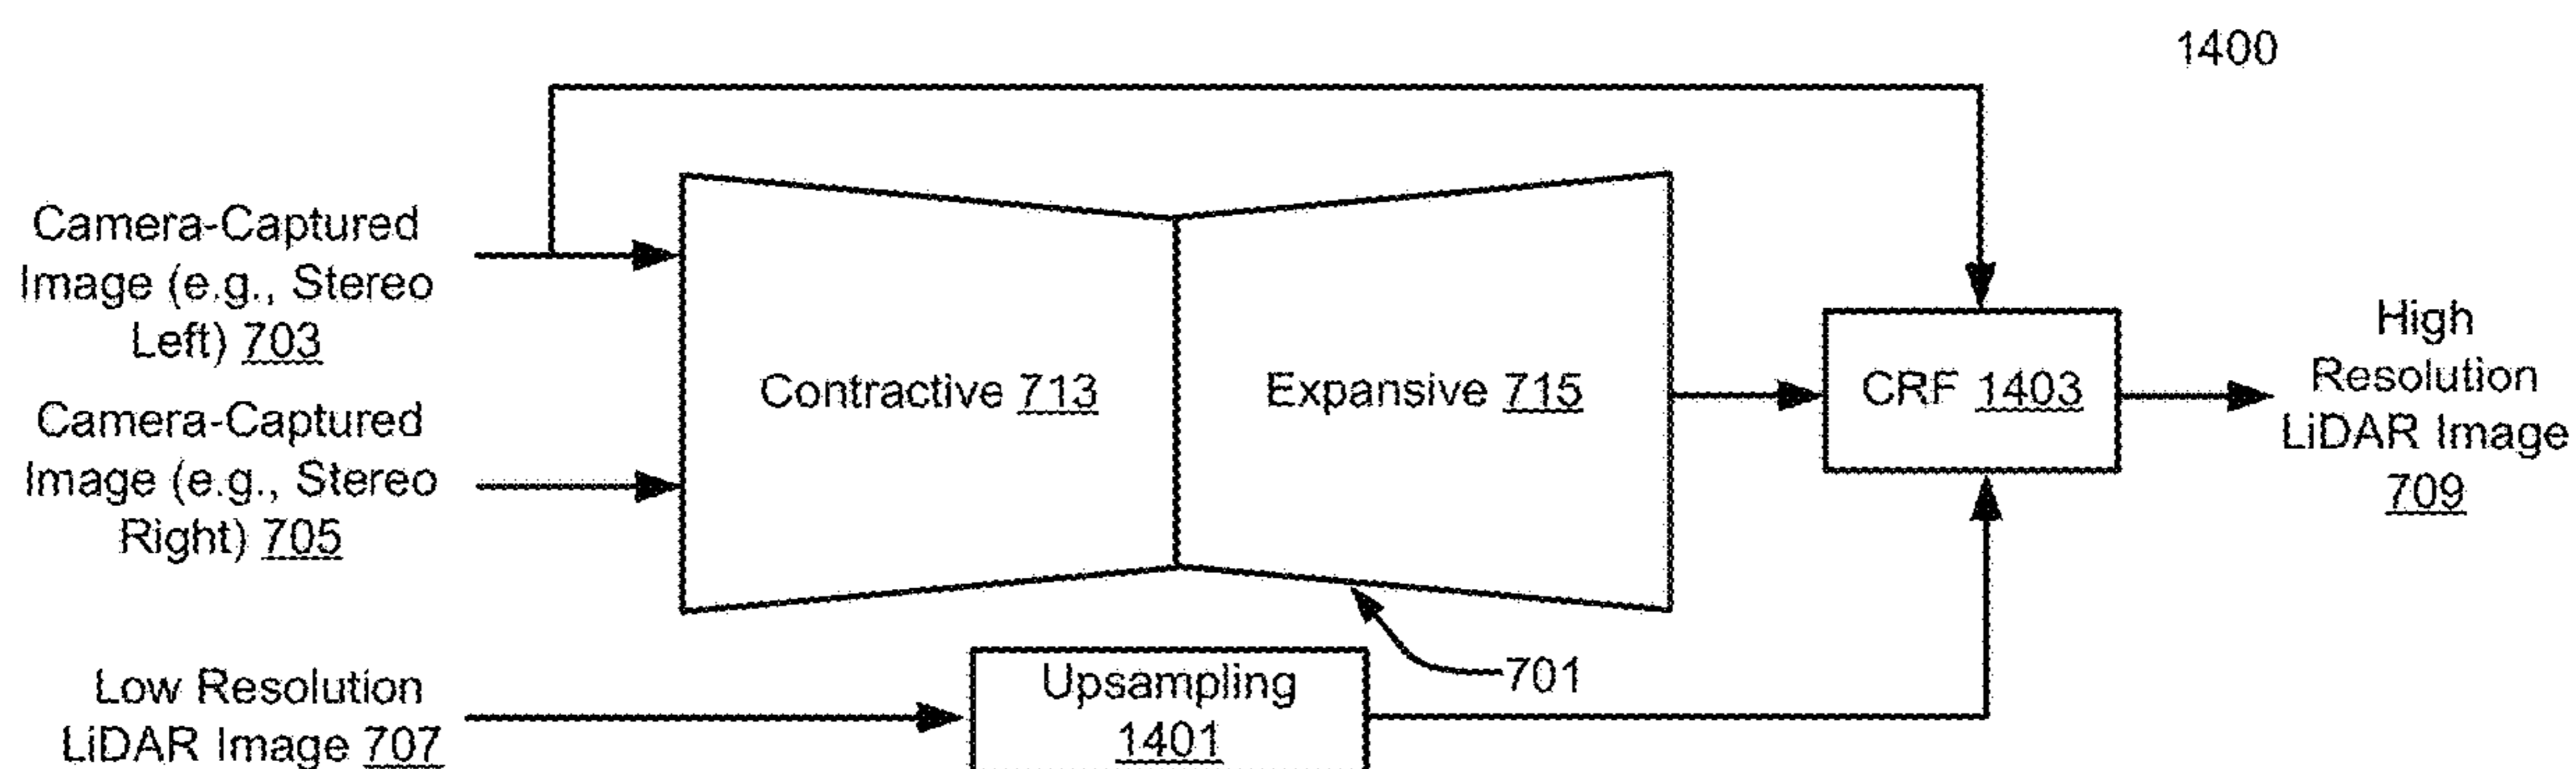 1400
Camera-Captured
Image (e.g., Stereo
Left) 703
Camera-Captured
Image (e.g., Stereo
Right) 705
Contractive 713
Expansive 715
CRF 1403
High
Resolution
LiDAR Image
709
701
Low Resolution
LiDAR Image 707
Upsampling
1401